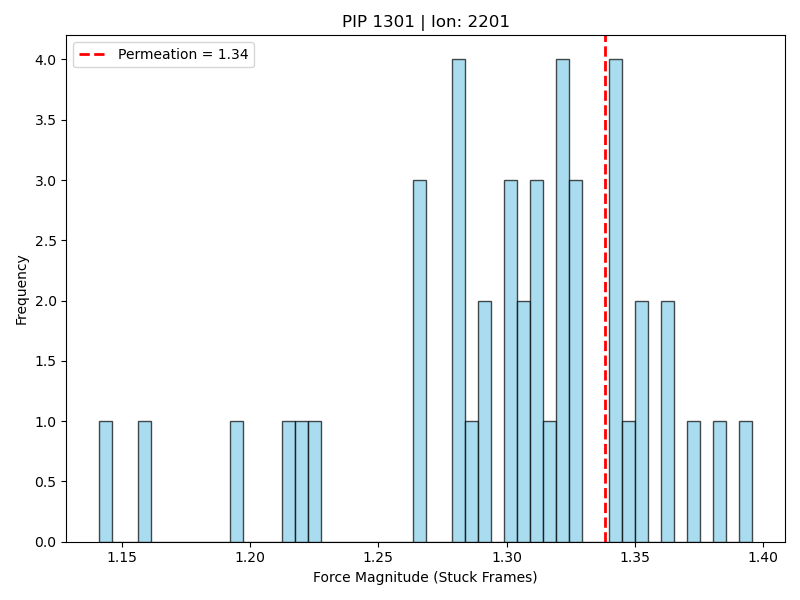 PIP 1301 | Ion: 2201
Permeation = 1.34
Frequency
4.0
3.5
3.0
2.5
2.0
1.5
1.0
0.5
0.0
1.15 1.20 1.25 1.30 1.35 1.40
Force Magnitude (Stuck Frames)